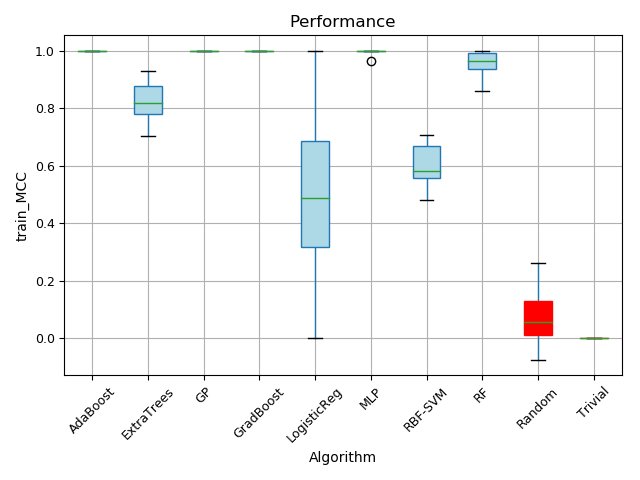 Performance
train_MCC
1.0
0.8
0.6
0.4
0.2
0.0
AdaBoost
ExtraTrees
GP
GradBoost
LogisticReg
MLP
RBF-SVM
RF
Random
Trivial
Algorithm